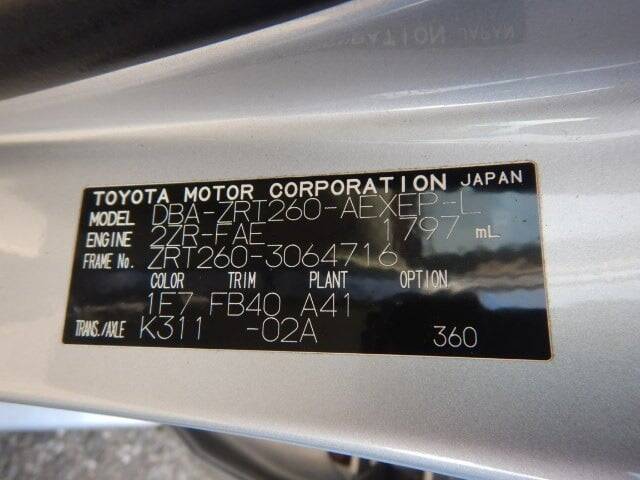 TOYOTA MOTOR CORPORATION JAPAN
MODEL DBA-ZRT260-AEXEP-L
ENGINE 2ZR-FAE 1797 mL
FRAME No. ZRT260-3064716
COLOR TRIM PLANT OPTION
1F7 FB40 A41
TRANS./AXLE K311 -02A 360